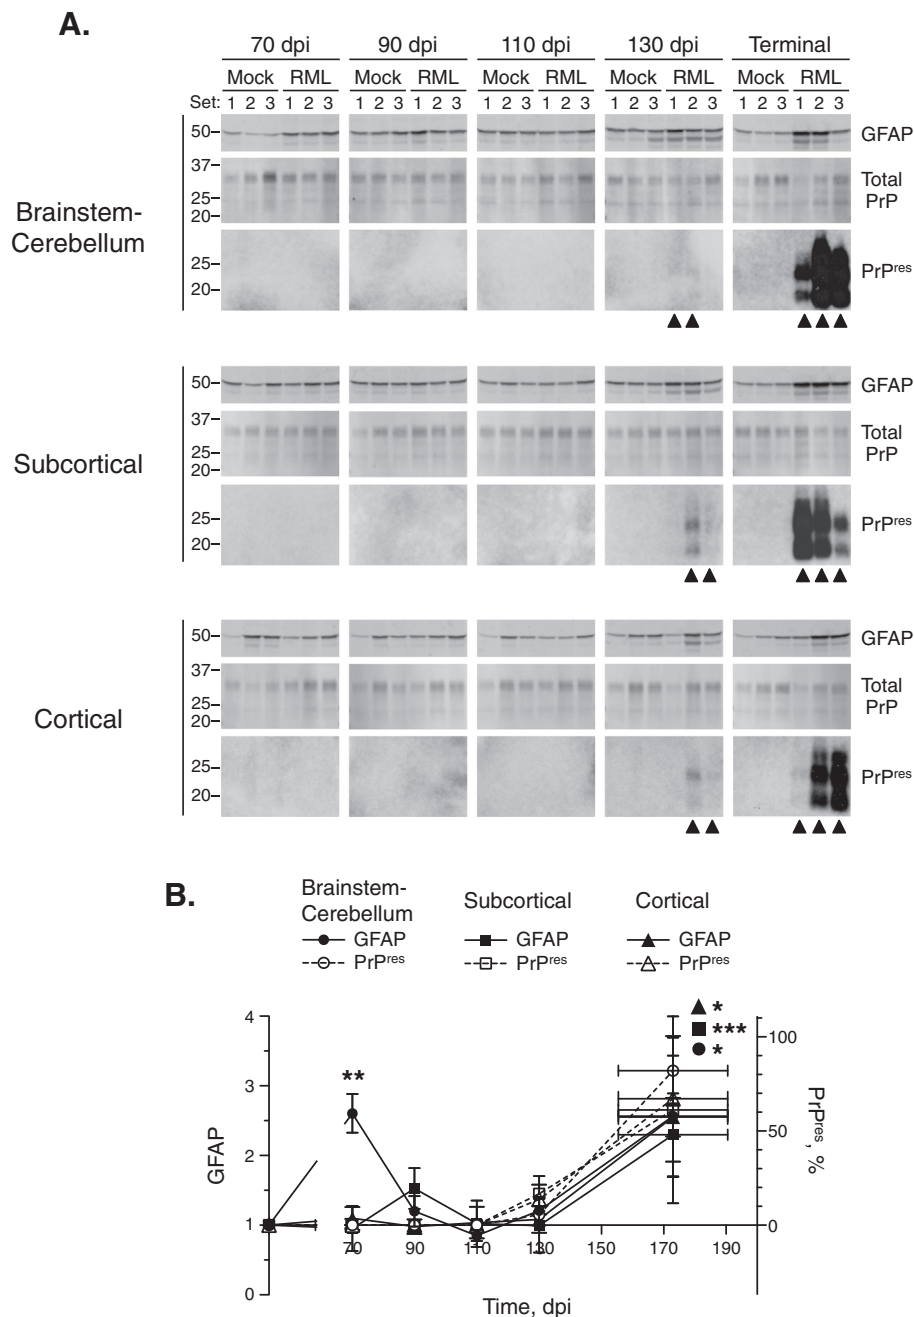 A.
70 dpi 90 dpi 110 dpi 130 dpi Terminal
Mock RML Mock RML Mock RML Mock RML Mock RML
Set: 1 2 3 1 2 3 1 2 3 1 2 3 1 2 3 1 2 3 1 2 3 1 2 3 1 2 3 1 2 3
Brainstem-
Cerebellum
50
GFAP
37
25
20
Total
PrP
25
20
PrPres
Subcortical
50
GFAP
37
25
20
Total
PrP
25
20
PrPres
Cortical
50
GFAP
37
25
20
Total
PrP
25
20
PrPres
B.
Brainstem-
Cerebellum
GFAP
PrPres
Subcortical
GFAP
PrPres
Cortical
GFAP
PrPres
4
3
2
1
0
GFAP
**
*
***
*
100
50
0
PrPres, %
70 90 110 130 150 170 190
Time, dpi